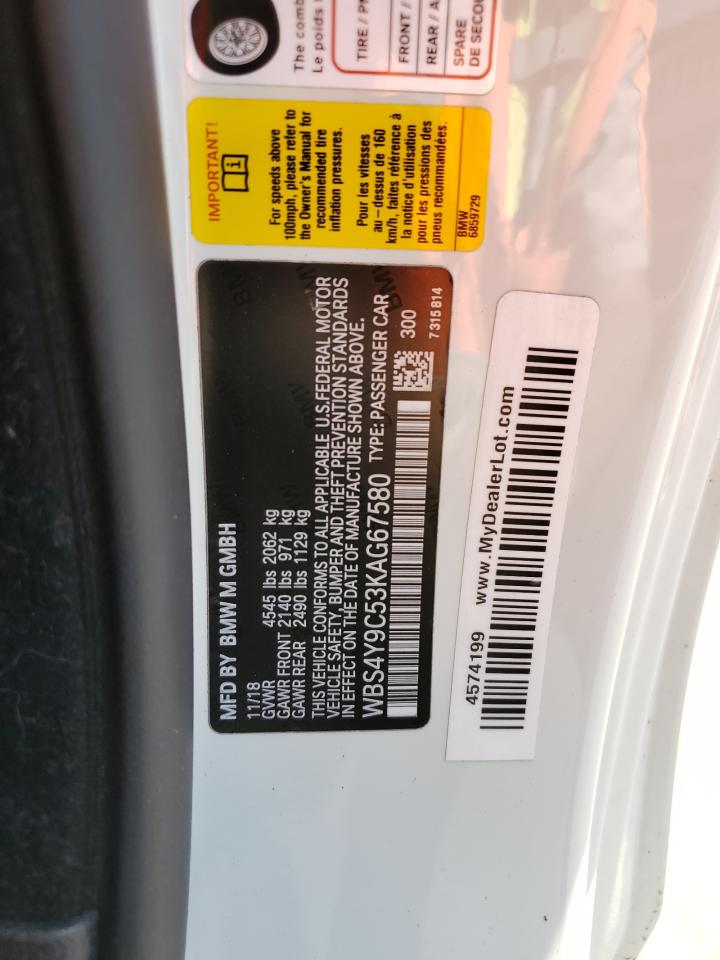 MFD BY BMW M GMBH
11/18
GVWR 4545 lbs 2062 kg
GAWR FRONT 2140 lbs 971 kg
GAWR REAR 2490 lbs 1129 kg
THIS VEHICLE CONFORMS TO ALL APPLICABLE U.S.FEDERAL MOTOR
VEHICLE SAFETY, BUMPER AND THEFT PREVENTION STANDARDS
IN EFFECT ON THE DATE OF MANUFACTURE SHOWN ABOVE.
WBS4Y9C53KAG67580 TYPE: PASSENGER CAR
300
7315814
IMPORTANT!
For speeds above
100mph, please refer to
the Owner's Manual for
recommended tire
inflation pressures.
Pour les vitesses
au-dessus de 160
km/h, faites référence à
la notice d'utilisation
pour les pressions des
pneus recommandées.
BMW
6859729
The comb
Le poids t
TIRE / PN
FRONT /
REAR / A
SPARE
DE SECOU
4574199 www.MyDealerLot.com